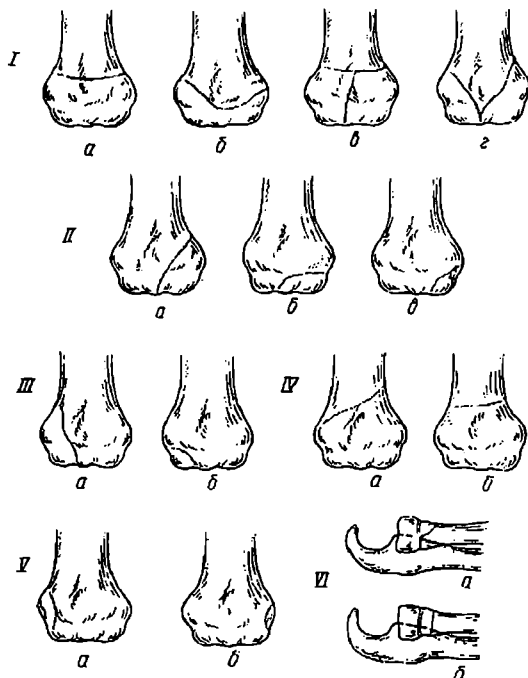 I
а б в г
II
а б в
III IV
а б а б
V VI а
а б б